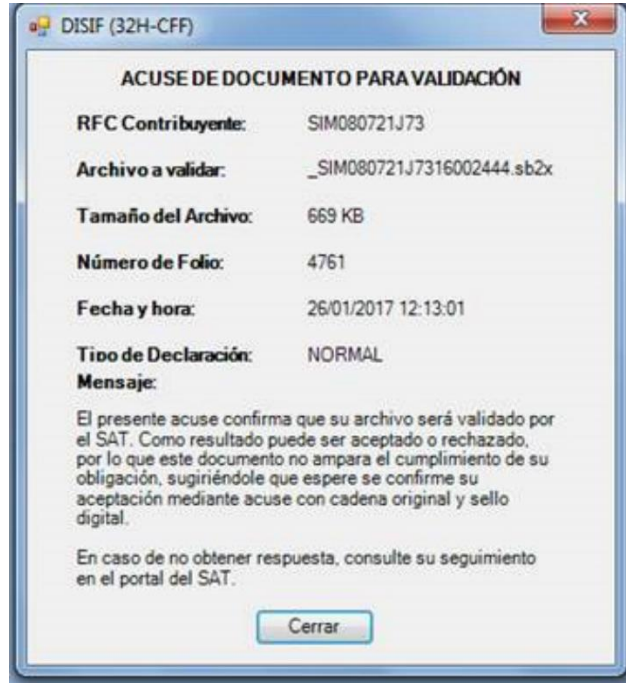 DISIF (32H-CFF)
ACUSE DE DOCUMENTO PARA VALIDACIÓN
RFC Contribuyente: SIM080721J73
Archivo a validar: _SIM080721J7316002444.sb2x
Tamaño del Archivo: 669 KB
Número de Folio: 4761
Fecha y hora: 26/01/2017 12:13:01
Tipo de Declaración: NORMAL
Mensaje:
El presente acuse confirma que su archivo será validado por
el SAT. Como resultado puede ser aceptado o rechazado,
por lo que este documento no ampara el cumplimiento de su
obligación, sugiriéndole que espere se confirme su
aceptación mediante acuse con cadena original y sello
digital.
En caso de no obtener respuesta, consulte su seguimiento
en el portal del SAT.
Cerrar